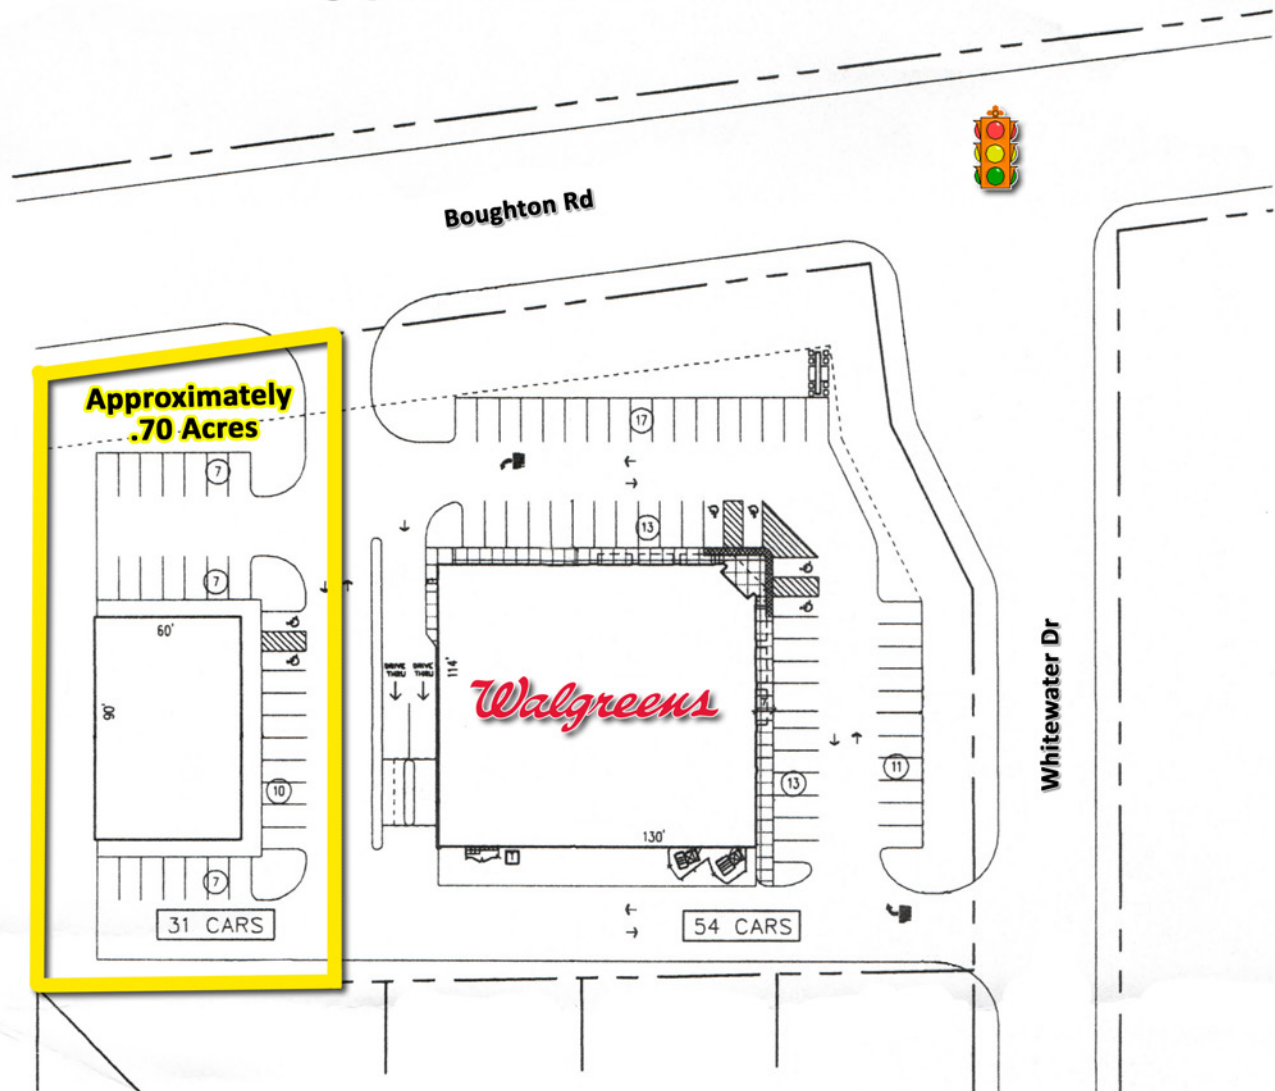 Boughton Rd
Approximately
.70 Acres
17
7
13
7
60'
90'
DRIVE THRU
DRIVE THRU
114'
Walgreens
Whitewater Dr
10
13
11
130'
T
7
31 CARS
54 CARS